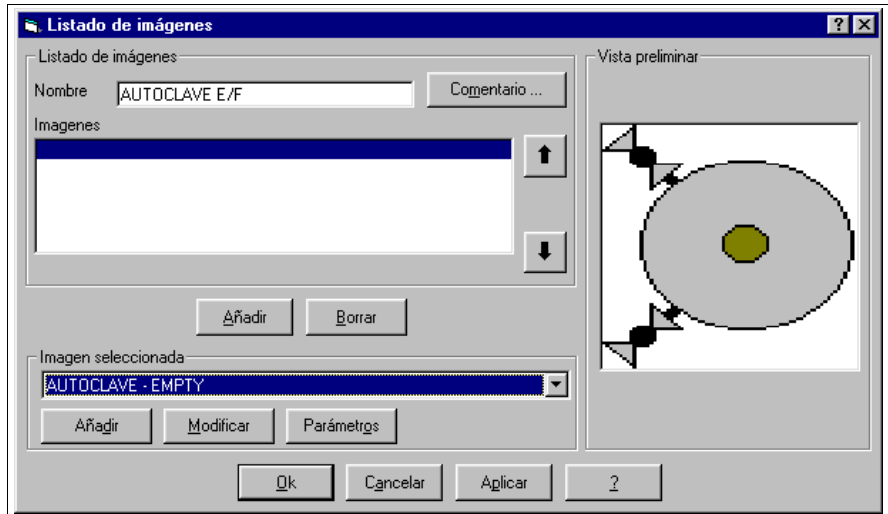 Listado de imágenes
Listado de imágenes
Nombre
AUTOCLAVE E/F
Comentario ...
Imagenes
Añadir
Borrar
Imagen seleccionada
AUTOCLAVE - EMPTY
Añadir
Modificar
Parámetros
Vista preliminar
Ok
Cancelar
Aplicar
?